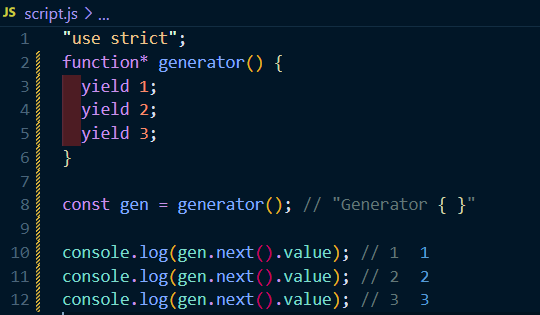 JS script.js > ...
1 "use strict";
2 function* generator() {
3 yield 1;
4 yield 2;
5 yield 3;
6 }
7
8 const gen = generator(); // "Generator { }"
9
10 console.log(gen.next().value); // 1 1
11 console.log(gen.next().value); // 2 2
12 console.log(gen.next().value); // 3 3